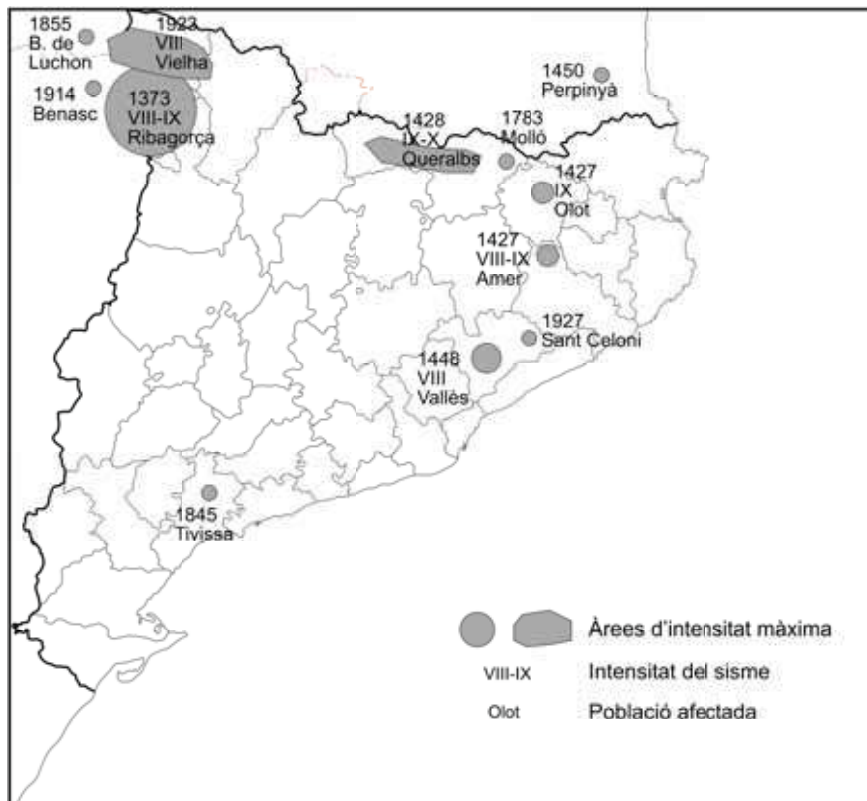 1855
B. de
Luchon
1923
VIII
Vielha
1914
Benasc
1373
VIII-IX
Ribagorça
1428
IX-X
Queralbs
1783
Molló
1450
Perpinyà
1427
IX
Olot
1427
VIII-IX
Amer
1927
Sant Celoni
1448
VIII
Vallès
1845
Tivissa
Àrees d'intensitat màxima
VIII-IX Intensitat del sisme
Olot Població afectada